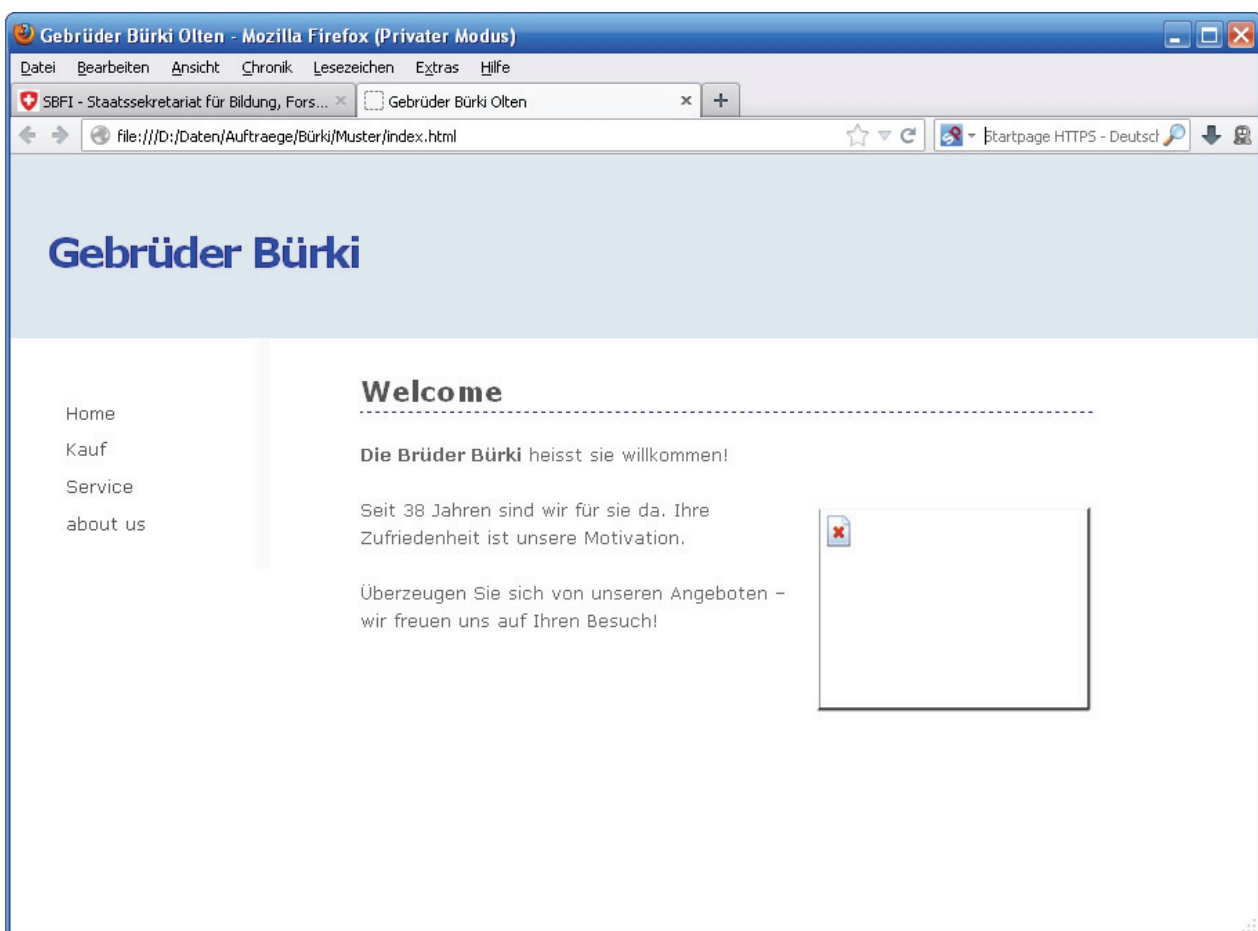 Gebrüder Bürki Olten - Mozilla Firefox (Privater Modus)
Datei Bearbeiten Ansicht Chronik Lesezeichen Extras Hilfe
SBFI - Staatssekretariat für Bildung, Fors... Gebrüder Bürki Olten
file:///D:/Daten/Auftraege/Bürki/Muster/index.html Startpage HTTPS - Deutsch
Gebrüder Bürki
Home
Kauf
Service
about us
Welcome
Die Brüder Bürki heisst sie willkommen!
Seit 38 Jahren sind wir für sie da. Ihre
Zufriedenheit ist unsere Motivation.
Überzeugen Sie sich von unseren Angeboten –
wir freuen uns auf Ihren Besuch!